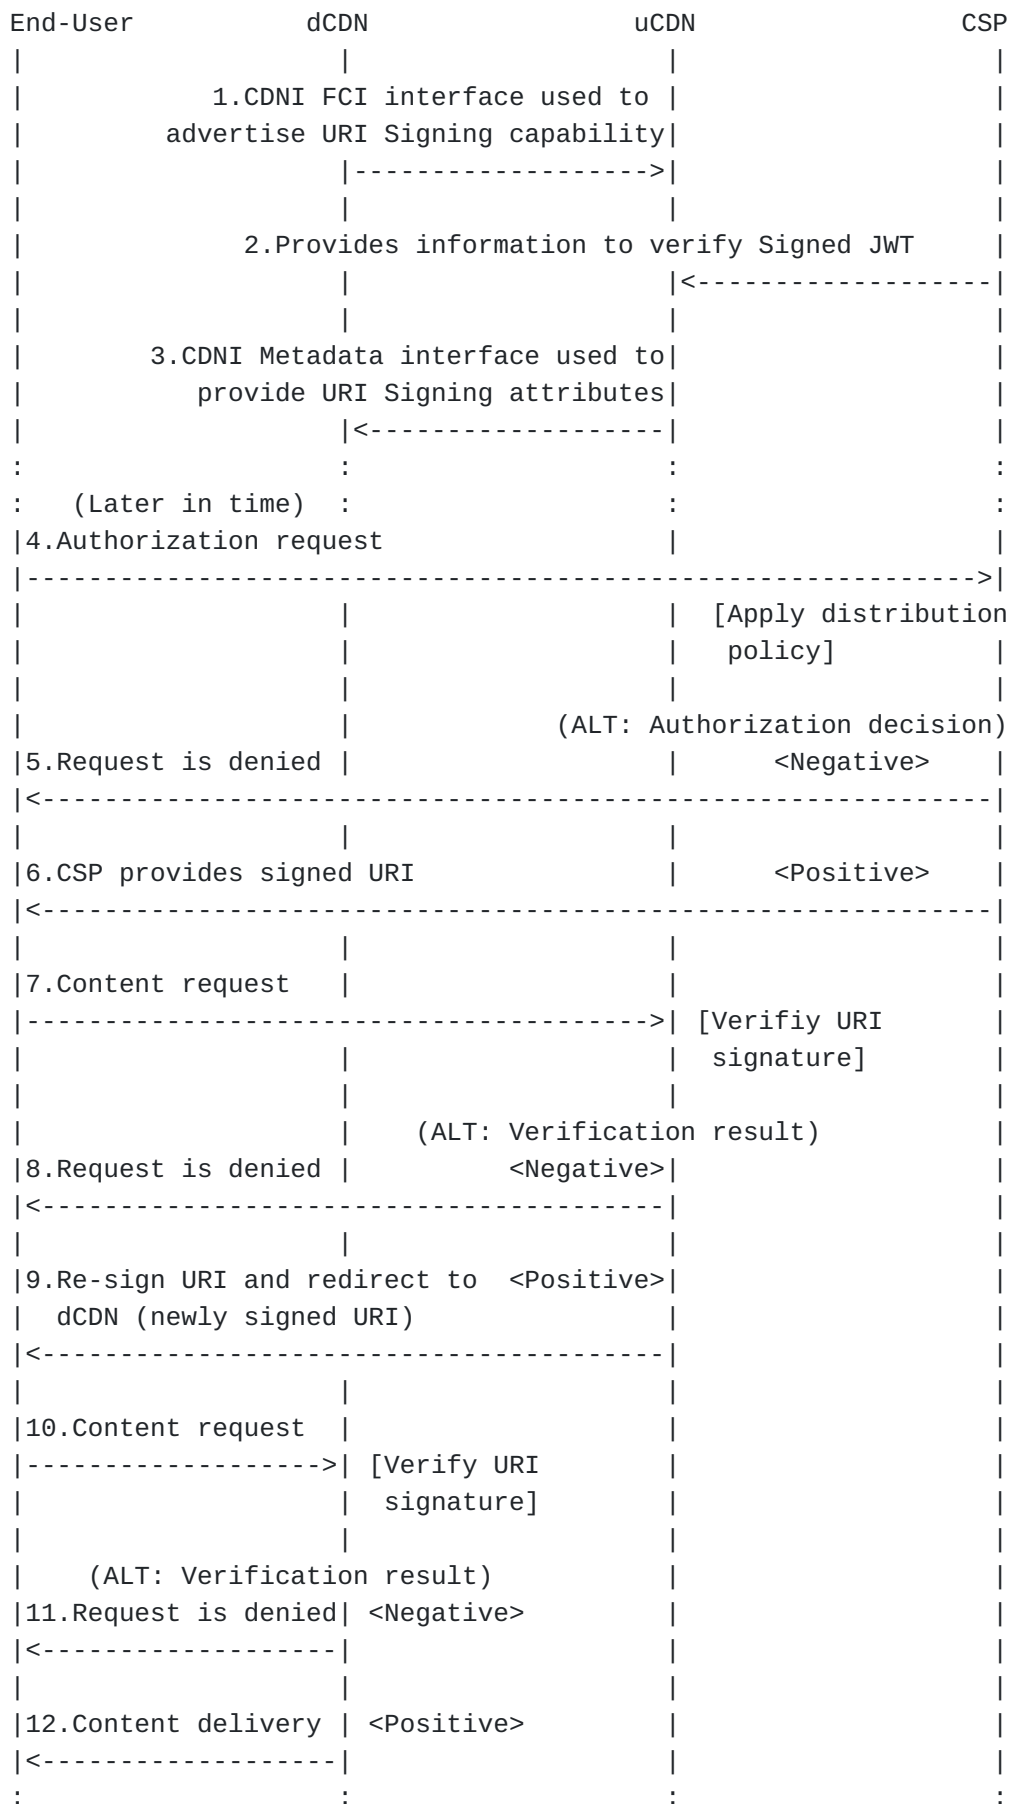 End-User           dCDN                 uCDN                 CSP
|                    |                    |                    |
|            1.CDNI FCI interface used to |                    |
|         advertise URI Signing capability|                    |
|                    |------------------->|                    |
|                    |                    |                    |
|              2.Provides information to verify Signed JWT     |
|                    |                    |<-------------------|
|                    |                    |                    |
|        3.CDNI Metadata interface used to|                    |
|           provide URI Signing attributes|                    |
|                    |<-------------------|                    |
:                    :                    :                    :
:   (Later in time)  :                    :                    :
|4.Authorization request                  |                    |
|------------------------------------------------------------->|
|                    |                    |  [Apply distribution
|                    |                    |   policy]          |
|                    |                    |                    |
|                    |             (ALT: Authorization decision)
|5.Request is denied |                    |      <Negative>    |
|<-------------------------------------------------------------|
|                    |                    |                    |
|6.CSP provides signed URI                |      <Positive>    |
|<-------------------------------------------------------------|
|                    |                    |                    |
|7.Content request   |                    |                    |
|---------------------------------------->| [Verifiy URI       |
|                    |                    |  signature]        |
|                    |                    |                    |
|                    |    (ALT: Verification result)           |
|8.Request is denied |          <Negative>|                    |
|<----------------------------------------|                    |
|                    |                    |                    |
|9.Re-sign URI and redirect to  <Positive>|                    |
|  dCDN (newly signed URI)                |                    |
|<----------------------------------------|                    |
|                    |                    |                    |
|10.Content request  |                    |                    |
|------------------->| [Verify URI        |                    |
|                    |  signature]        |                    |
|                    |                    |                    |
|    (ALT: Verification result)           |                    |
|11.Request is denied| <Negative>         |                    |
|<-------------------|                    |                    |
|                    |                    |                    |
|12.Content delivery | <Positive>         |                    |
|<-------------------|                    |                    |
:                    :                    :                    :